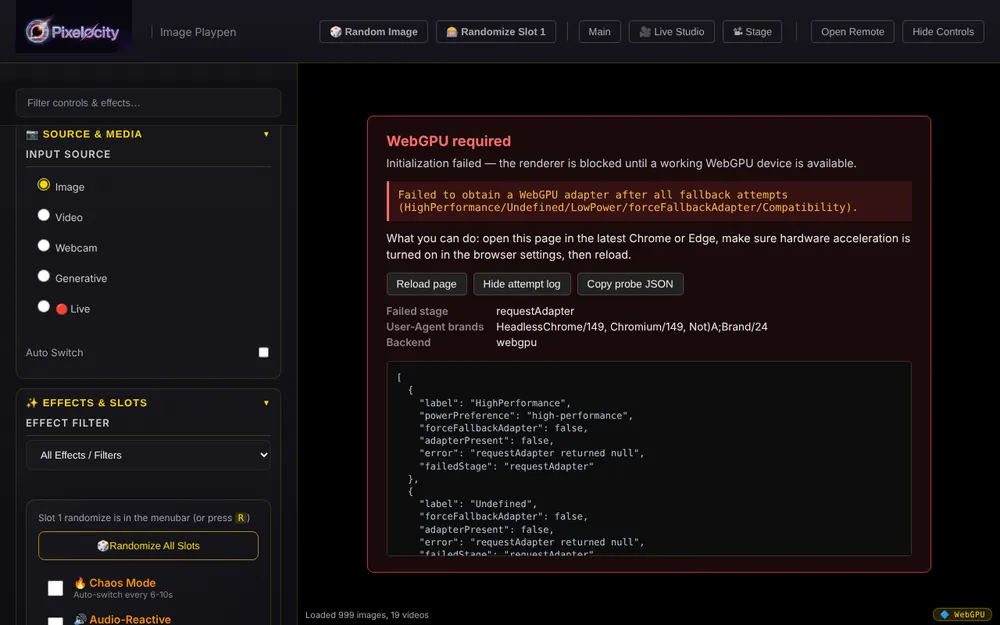 Pixelocity
Image Playpen
🎲 Random Image
🎰 Randomize Slot 1
Main
🎥 Live Studio
📽 Stage
Open Remote
Hide Controls
Filter controls & effects…
📷 SOURCE & MEDIA ▼
INPUT SOURCE
Image
Video
Webcam
Generative
🔴 Live
Auto Switch
✨ EFFECTS & SLOTS ▼
EFFECT FILTER
All Effects / Filters
Slot 1 randomize is in the menubar (or press R)
🎲Randomize All Slots
🔥 Chaos Mode
Auto-switch every 6-10s
🔊 Audio-Reactive
WebGPU required
Initialization failed — the renderer is blocked until a working WebGPU device is available.
Failed to obtain a WebGPU adapter after all fallback attempts
(HighPerformance/Undefined/LowPower/forceFallbackAdapter/Compatibility).
What you can do: open this page in the latest Chrome or Edge, make sure hardware acceleration is
turned on in the browser settings, then reload.
Reload page
Hide attempt log
Copy probe JSON
Failed stage requestAdapter
User-Agent brands HeadlessChrome/149, Chromium/149, Not)A;Brand/24
Backend webgpu
[
{
"label": "HighPerformance",
"powerPreference": "high-performance",
"forceFallbackAdapter": false,
"adapterPresent": false,
"error": "requestAdapter returned null",
"failedStage": "requestAdapter"
},
{
"label": "Undefined",
"forceFallbackAdapter": false,
"adapterPresent": false,
"error": "requestAdapter returned null",
"failedStage": "requestAdapter"
Loaded 999 images, 19 videos
🔷 WebGPU